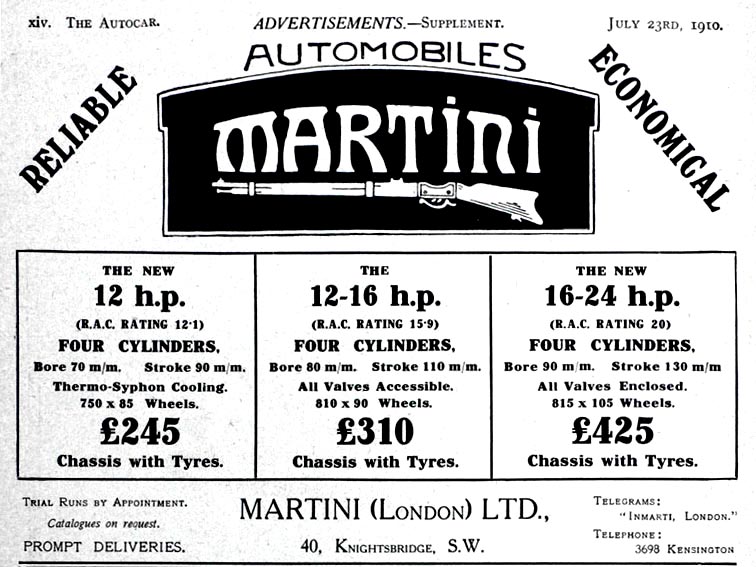 xiv. THE AUTOCAR. ADVERTISEMENTS.—SUPPLEMENT. JULY 23RD, 1910.
AUTOMOBILES
RELIABLE
ECONOMICAL
MARTINI
THE NEW
12 h.p.
(R.A.C. RATING 12·1)
FOUR CYLINDERS,
Bore 70 m/m. Stroke 90 m/m.
Thermo-Syphon Cooling.
750 x 85 Wheels.
£245
Chassis with Tyres.
THE
12-16 h.p.
(R.A.C. RATING 15·9)
FOUR CYLINDERS,
Bore 80 m/m. Stroke 110 m/m.
All Valves Accessible.
810 x 90 Wheels.
£310
Chassis with Tyres.
THE NEW
16-24 h.p.
(R.A.C. RATING 20)
FOUR CYLINDERS,
Bore 90 m/m. Stroke 130 m/m
All Valves Enclosed.
815 x 105 Wheels.
£425
Chassis with Tyres.
TRIAL RUNS BY APPOINTMENT.
Catalogues on request.
PROMPT DELIVERIES.
MARTINI (LONDON) LTD.,
40, KNIGHTSBRIDGE, S.W.
TELEGRAMS:
"INMARTI, LONDON."
TELEPHONE:
3698 KENSINGTON